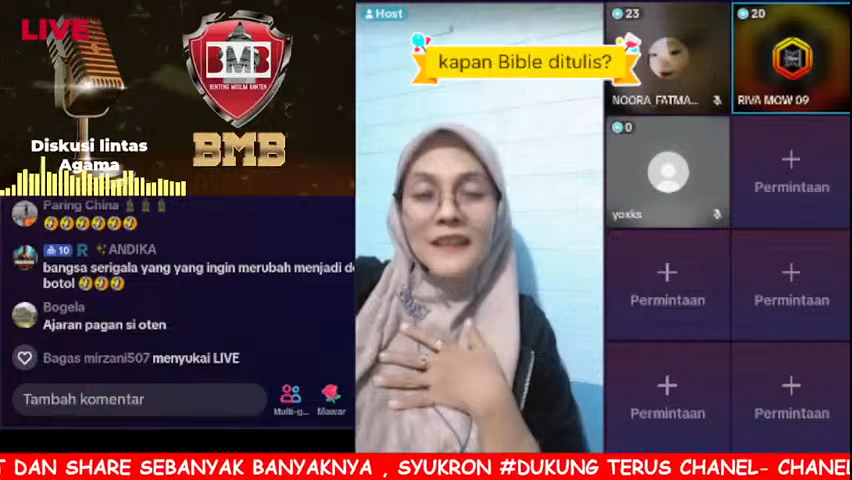 LIVE
BMB
BENTENG MUSLIM BANTEN
BMB
Diskusi lintas
Agama
Paring China
ANDIKA
10 R
bangsa serigala yang yang ingin merubah menjadi d
botol
Bogela
Ajaran pagan si oten
Bagas mirzani507 menyukai LIVE
Tambah komentar
Multi-g...
Mawar
Host
kapan Bible ditulis?
23
NOORA FATMA...
20
RIVA MOW 09
0
yoxks
Permintaan
Permintaan
Permintaan
Permintaan
Permintaan
T DAN SHARE SEBANYAK BANYAKNYA , SYUKRON #DUKUNG TERUS CHANEL- CHANEL